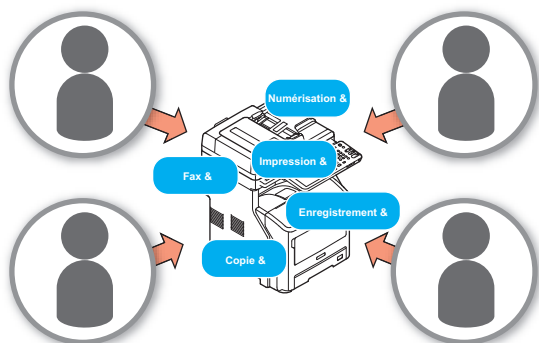 Numérisation &
Impression &
Fax &
Enregistrement &
Copie &